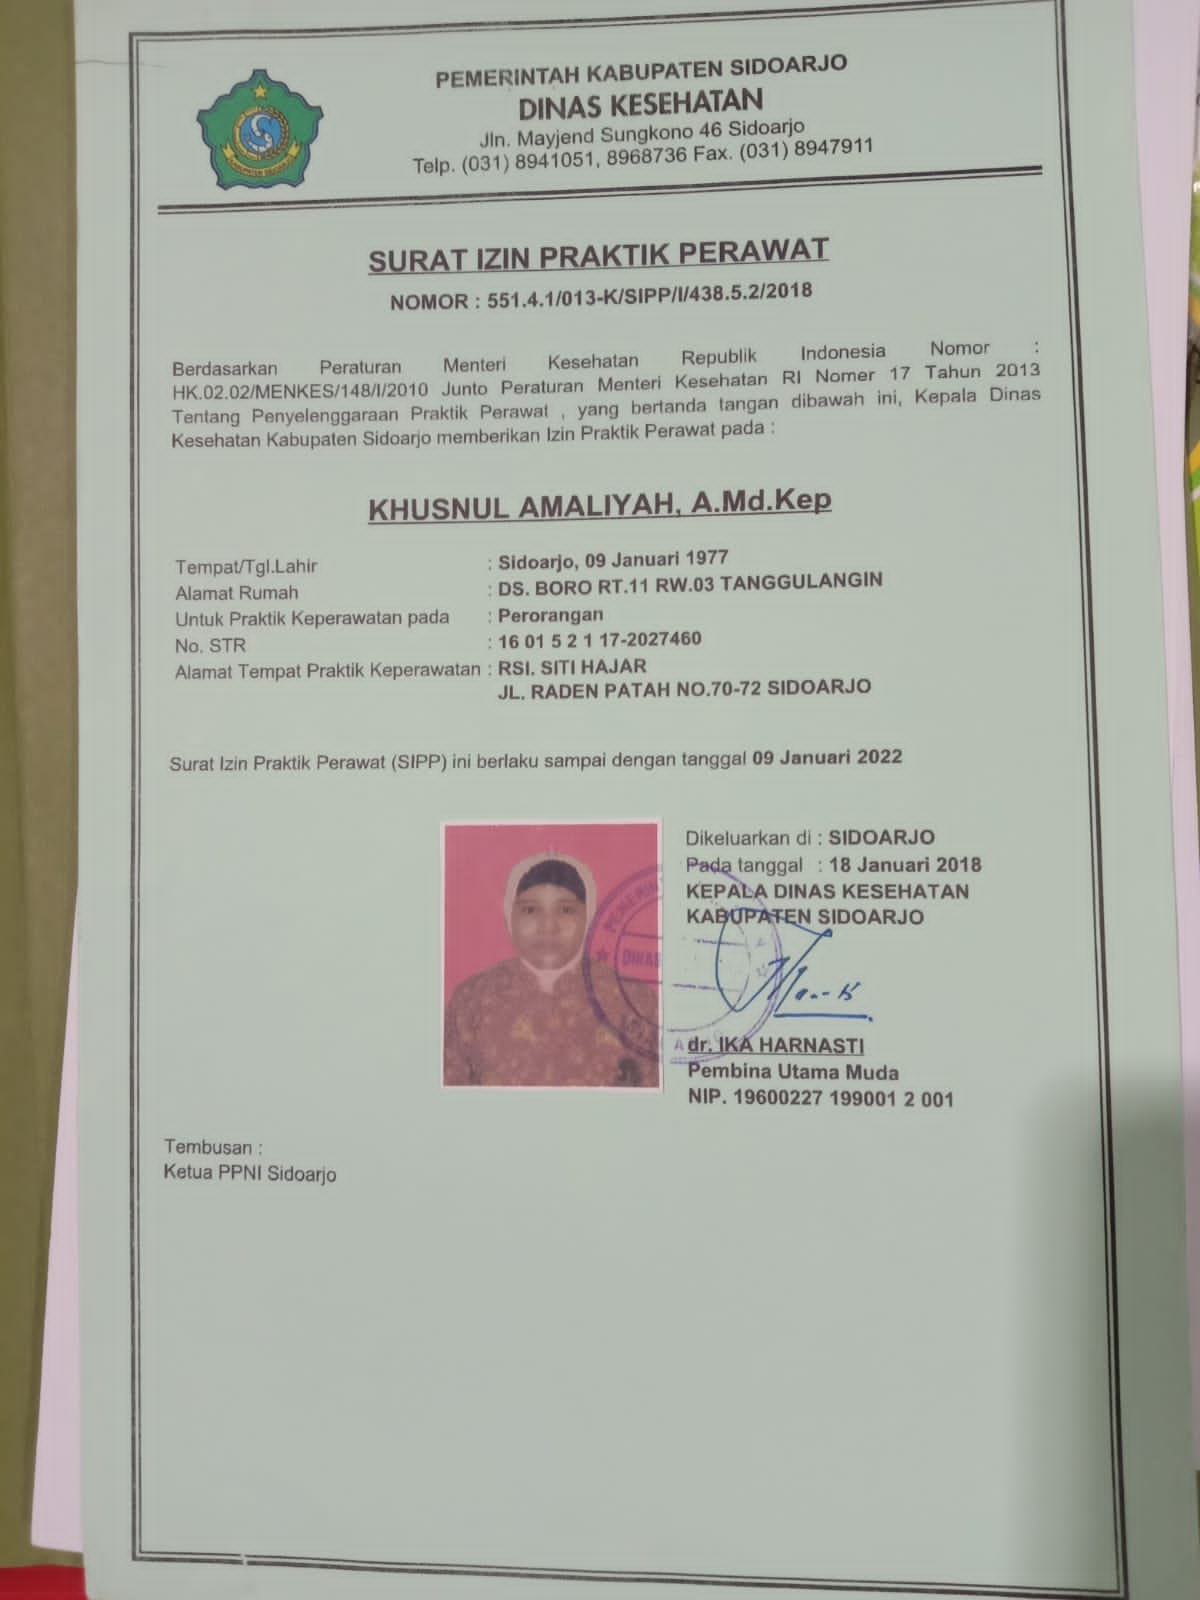 PEMERINTAH KABUPATEN SIDOARJO
DINAS KESEHATAN
Jln. Mayjend Sungkono 46 Sidoarjo
Telp. (031) 8941051, 8968736 Fax. (031) 8947911
SURAT IZIN PRAKTIK PERAWAT
NOMOR : 551.4.1/013-K/SIPP/I/438.5.2/2018
Berdasarkan Peraturan Menteri Kesehatan Republik Indonesia Nomor :
HK.02.02/MENKES/148/I/2010 Junto Peraturan Menteri Kesehatan RI Nomer 17 Tahun 2013
Tentang Penyelenggaraan Praktik Perawat , yang bertanda tangan dibawah ini, Kepala Dinas
Kesehatan Kabupaten Sidoarjo memberikan Izin Praktik Perawat pada :
KHUSNUL AMALIYAH, A.Md.Kep
Tempat/Tgl.Lahir : Sidoarjo, 09 Januari 1977
Alamat Rumah : DS. BORO RT.11 RW.03 TANGGULANGIN
Untuk Praktik Keperawatan pada : Perorangan
No. STR : 16 01 5 2 1 17-2027460
Alamat Tempat Praktik Keperawatan : RSI. SITI HAJAR
JL. RADEN PATAH NO.70-72 SIDOARJO
Surat Izin Praktik Perawat (SIPP) ini berlaku sampai dengan tanggal 09 Januari 2022
Dikeluarkan di : SIDOARJO
Pada tanggal : 18 Januari 2018
KEPALA DINAS KESEHATAN
KABUPATEN SIDOARJO
dr. IKA HARNASTI
Pembina Utama Muda
NIP. 19600227 199001 2 001
Tembusan :
Ketua PPNI Sidoarjo